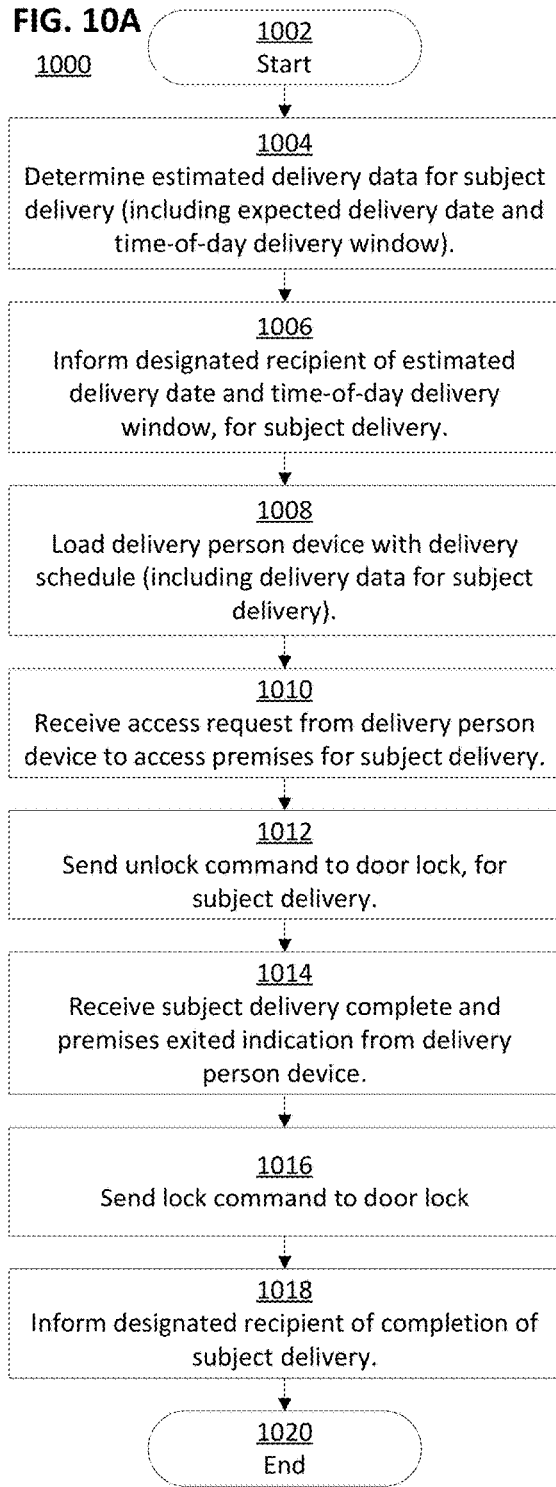 FIG. 10A
1000
1002
Start
1004
Determine estimated delivery data for subject
delivery (including expected delivery date and
time-of-day delivery window).
1006
Inform designated recipient of estimated
delivery date and time-of-day delivery
window, for subject delivery.
1008
Load delivery person device with delivery
schedule (including delivery data for subject
delivery).
1010
Receive access request from delivery person
device to access premises for subject delivery.
1012
Send unlock command to door lock, for
subject delivery.
1014
Receive subject delivery complete and
premises exited indication from delivery
person device.
1016
Send lock command to door lock
1018
Inform designated recipient of completion of
subject delivery.
1020
End